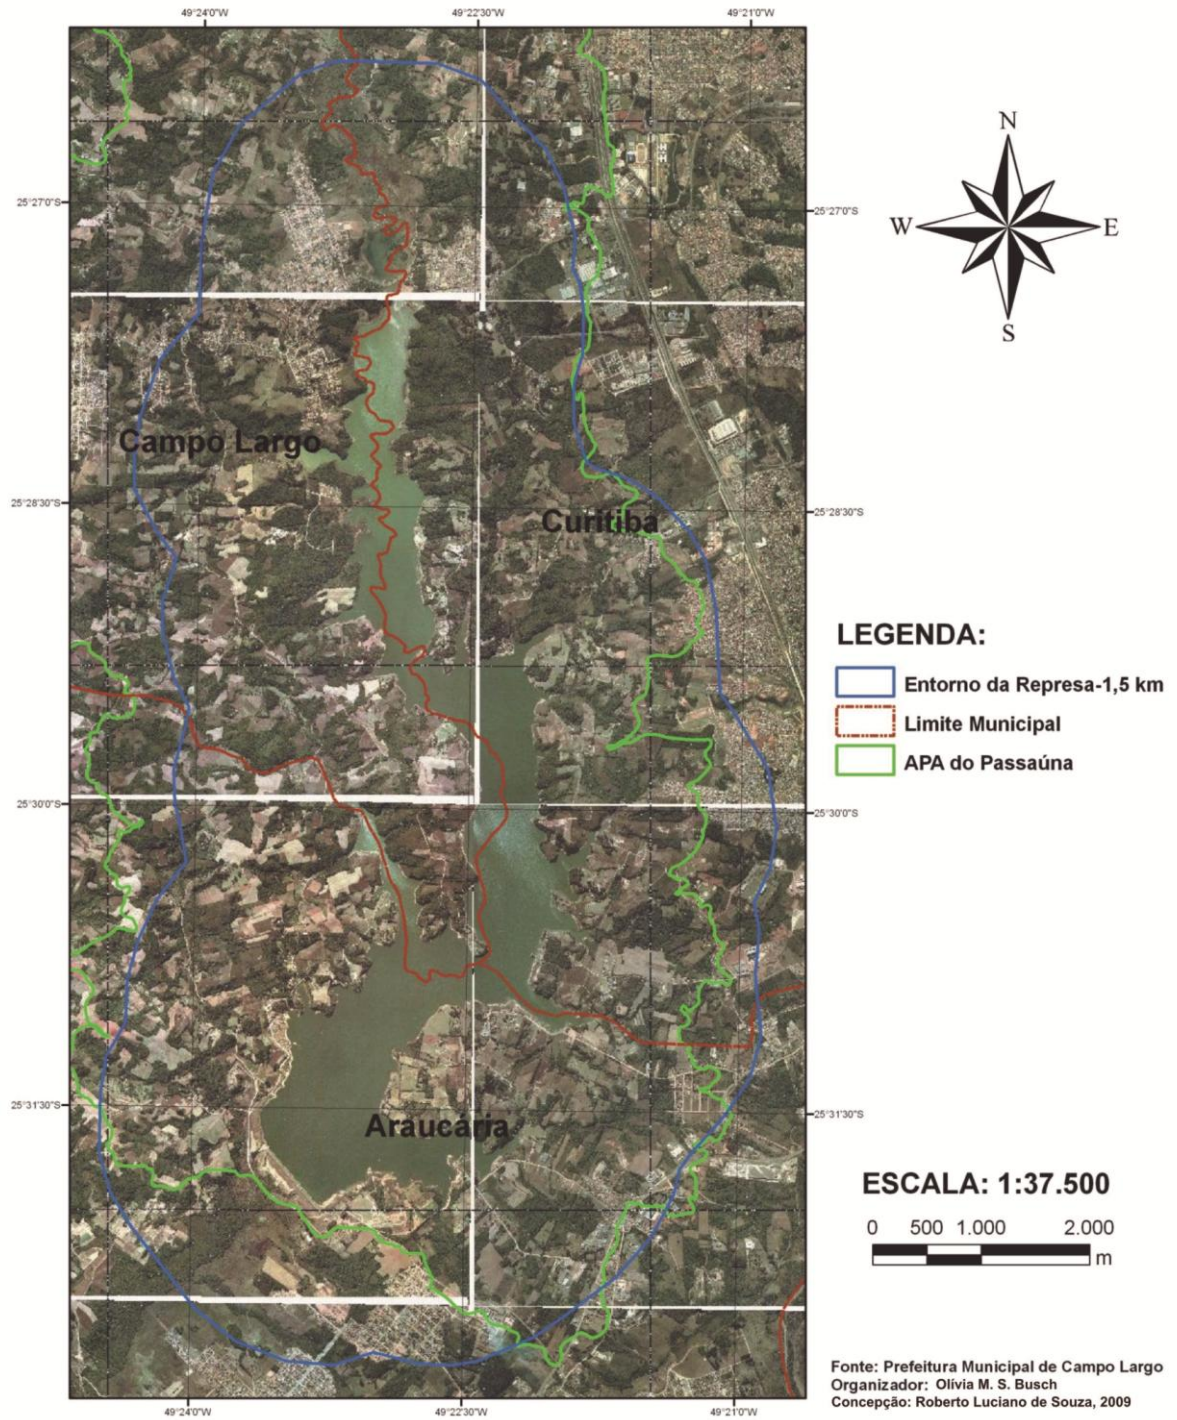 49°24'0"W
49°22'30"W
49°21'0"W
N
25°27'0"S
25°27'0"S
W
E
S
Campo Largo
25°28'30"S
25°28'30"S
Curitiba
LEGENDA:
Entorno da Represa-1,5 km
Limite Municipal
APA do Passaúna
25°30'0"S
25°30'0"S
25°31'30"S
25°31'30"S
Araucária
ESCALA: 1:37.500
0 500 1.000 2.000
m
Fonte: Prefeitura Municipal de Campo Largo
Organizador: Olívia M. S. Busch
Concepção: Roberto Luciano de Souza, 2009
49°24'0"W
49°22'30"W
49°21'0"W